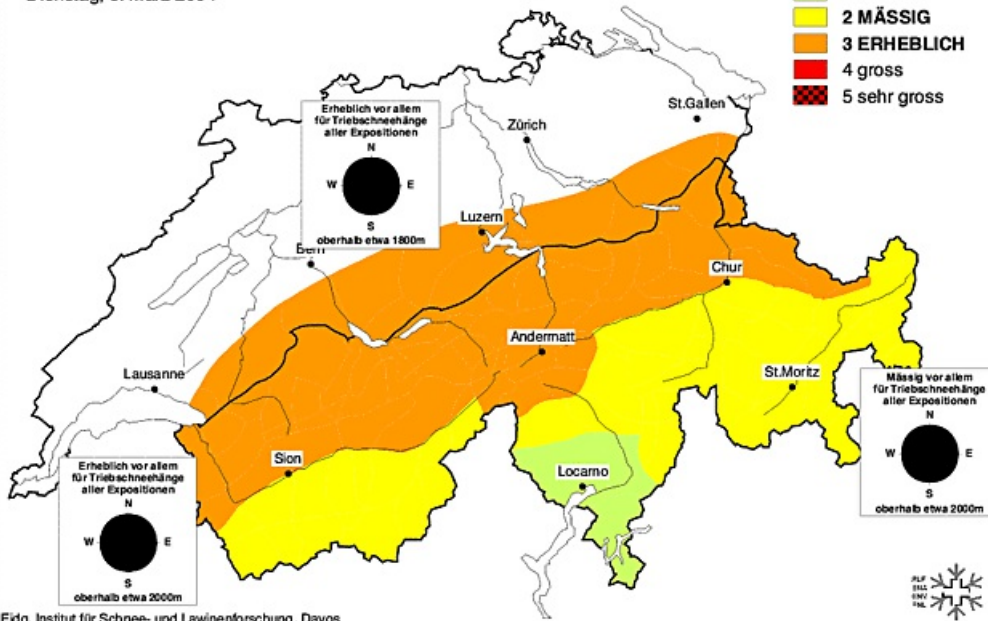 2 MÄSSIG
3 ERHEBLICH
4 gross
5 sehr gross
St.Gallen
Zürich
Erheblich vor allem
für Triebschneehänge
aller Expositionen
N
W E
S
oberhalb etwa 1800m
Luzern
Bern
Chur
Andermatt
Lausanne
St.Moritz
Mässig vor allem
für Triebschneehänge
aller Expositionen
N
W E
S
oberhalb etwa 2000m
Sion
Locarno
Erheblich vor allem
für Triebschneehänge
aller Expositionen
N
W E
S
oberhalb etwa 2000m
Eidg. Institut für Schnee- und Lawinenforschung, Davos